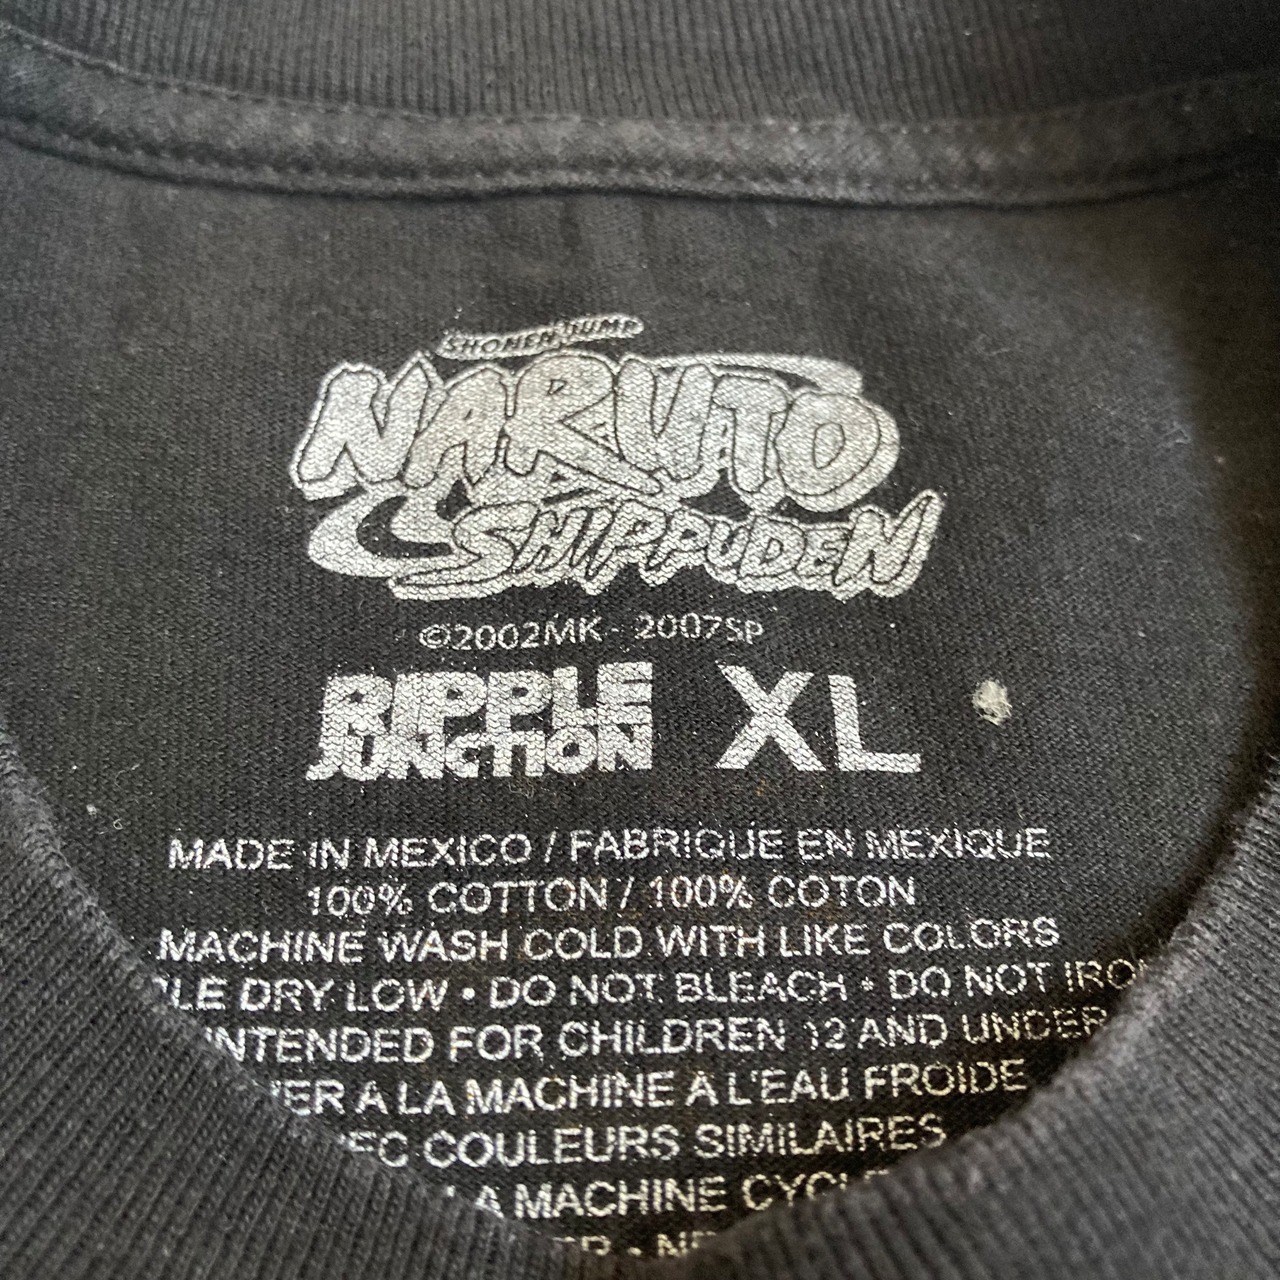 SHONEN JUMP
NARUTO
SHIPPUDEN
©2002MK - 2007SP
RIPPLE
JUNCTION
XL
MADE IN MEXICO / FABRIQUE EN MEXIQUE
100% COTTON / 100% COTON
MACHINE WASH COLD WITH LIKE COLORS
DRY LOW • DO NOT BLEACH • DO NOT IRON
INTENDED FOR CHILDREN 12 AND UNDER
A LA MACHINE A L'EAU FROIDE
COULEURS SIMILAIRES
LA MACHINE